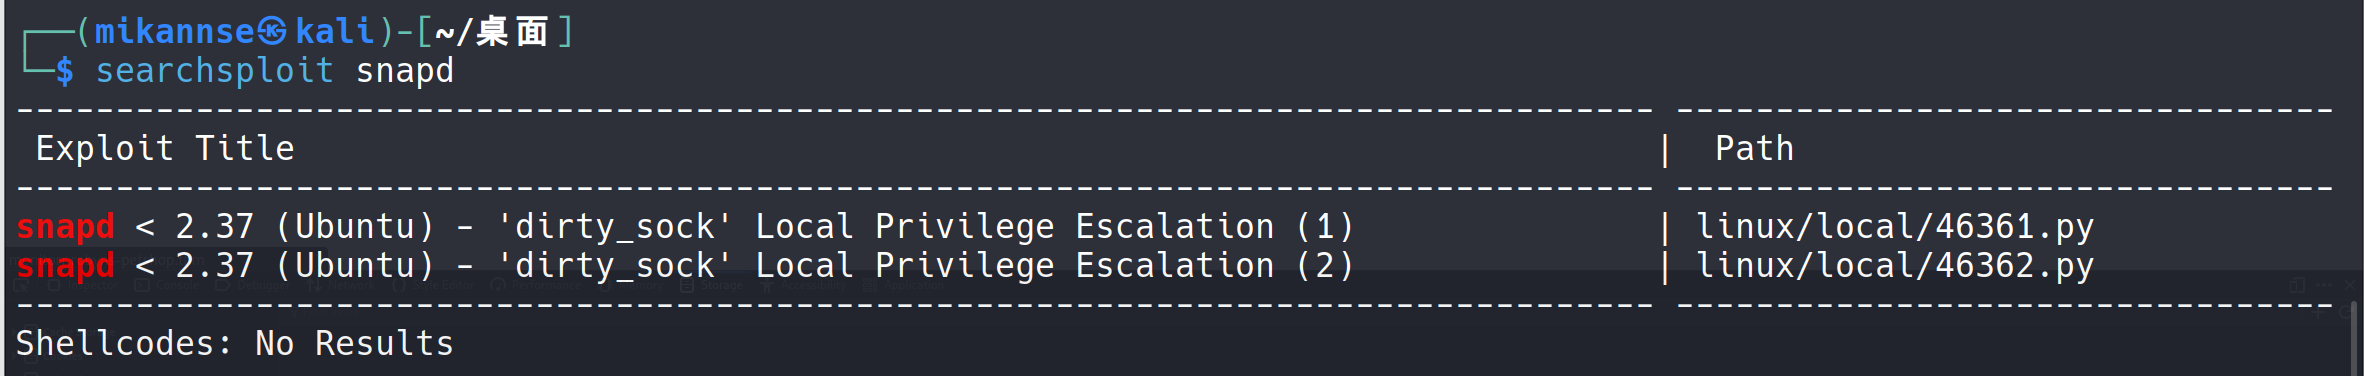 ┌──(mikannse㉿kali)-[~/桌面]
└─$ searchsploit snapd
---------------------------------------------------------------------------------- ---------------------------------
 Exploit Title                                                                    |  Path
---------------------------------------------------------------------------------- ---------------------------------
snapd < 2.37 (Ubuntu) - 'dirty_sock' Local Privilege Escalation (1)               | linux/local/46361.py
snapd < 2.37 (Ubuntu) - 'dirty_sock' Local Privilege Escalation (2)               | linux/local/46362.py
---------------------------------------------------------------------------------- ---------------------------------
Shellcodes: No Results